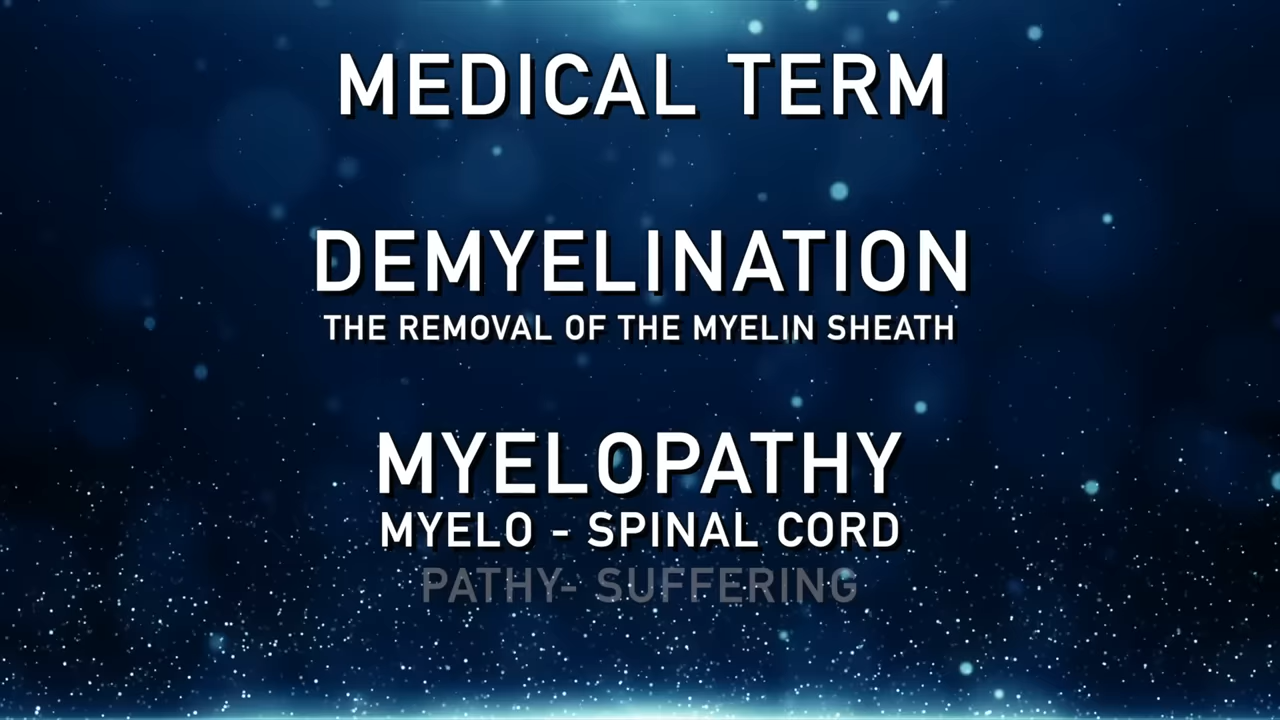 MEDICAL TERM
DEMYELINATION
THE REMOVAL OF THE MYELIN SHEATH
MYELOPATHY
MYELO - SPINAL CORD
PATHY- SUFFERING